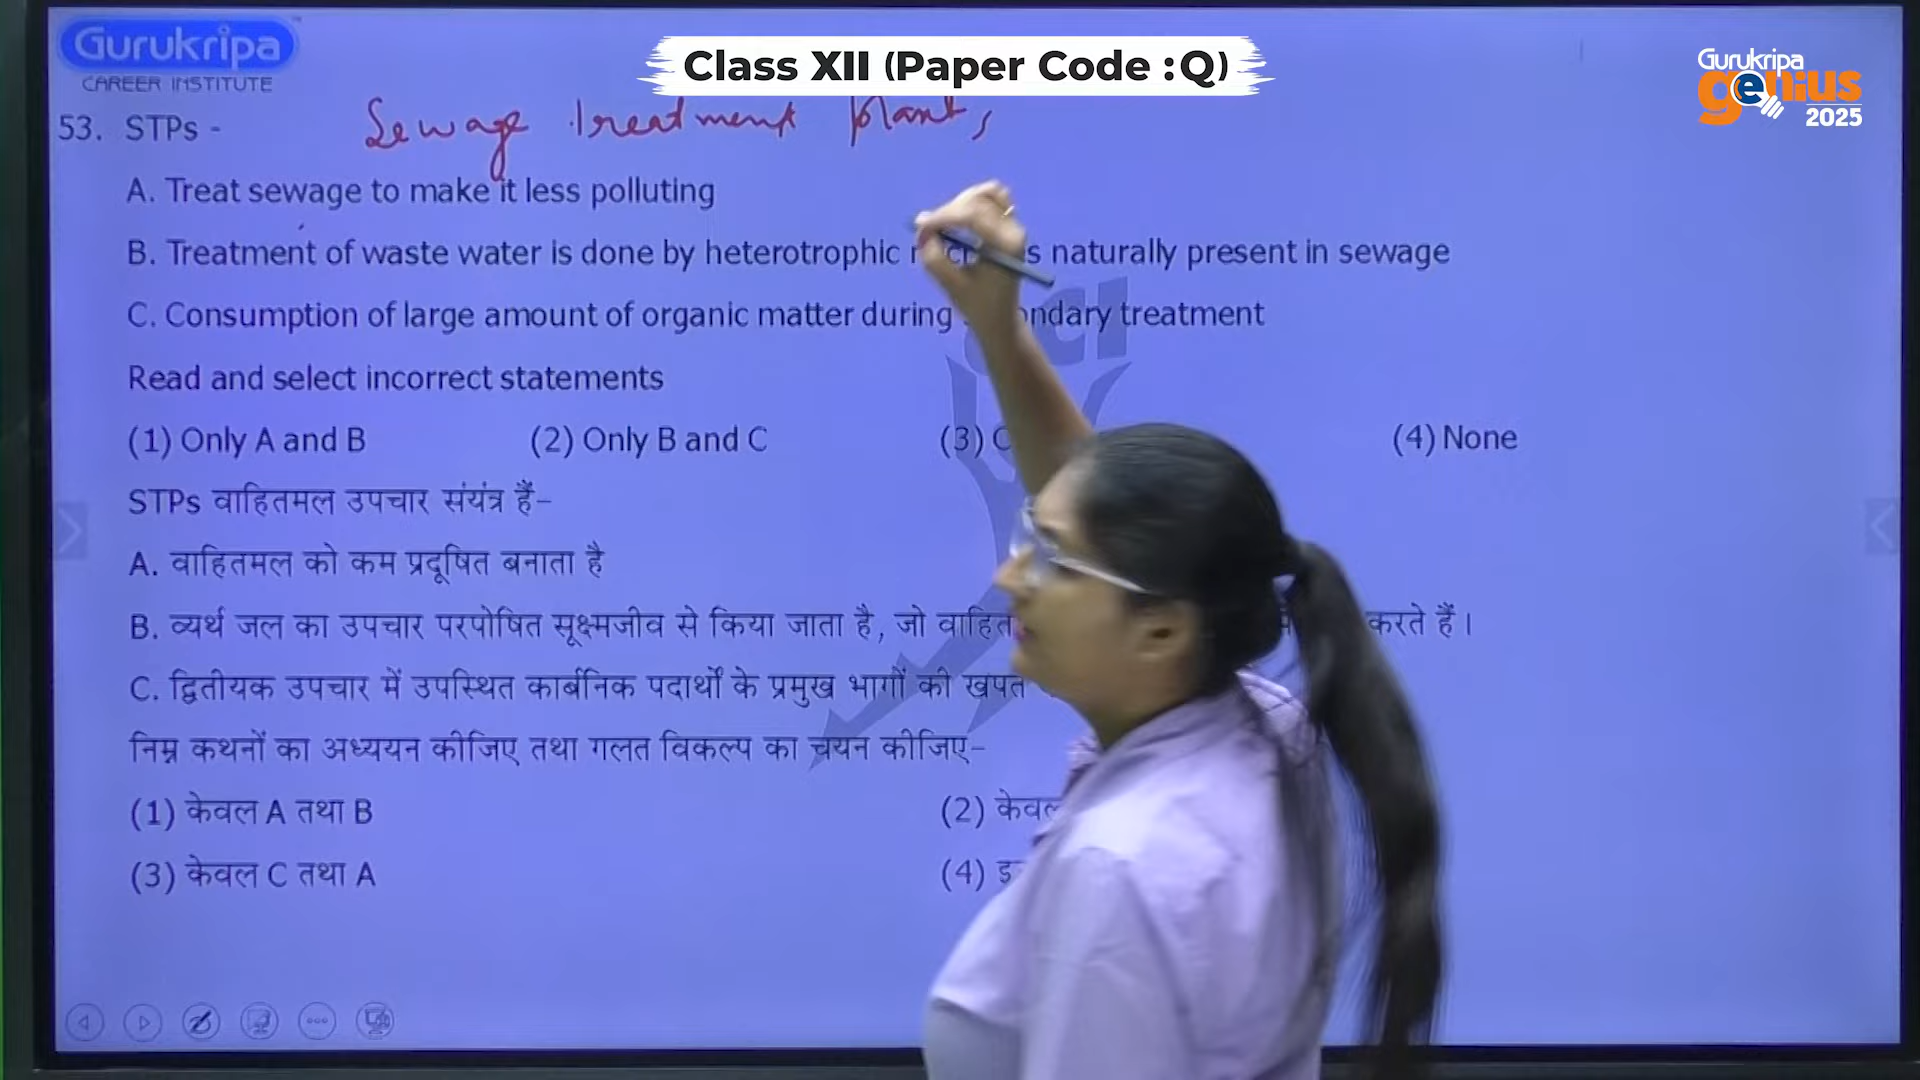 Gurukripa
CAREER INSTITUTE
Class XII (Paper Code :Q)
Gurukripa
genius
2025
53. STPs -
Sewage treatment plants
A. Treat sewage to make it less polluting
B. Treatment of waste water is done by heterotrophic naturally present in sewage
C. Consumption of large amount of organic matter during treatment
Read and select incorrect statements
(1) Only A and B (2) Only B and C (3) (4) None
STPs वाहितमल उपचार संयंत्र हैं–
A. वाहितमल को कम प्रदूषित बनाता है
B. व्यर्थ जल का उपचार परपोषित सूक्ष्मजीव से किया जाता है, जो करते हैं।
C. द्वितीयक उपचार में उपस्थित कार्बनिक पदार्थों के प्रमुख भागों की खपत
निम्न कथनों का अध्ययन कीजिए तथा गलत विकल्प का चयन कीजिए–
(1) केवल A तथा B (2) केवल
(3) केवल C तथा A (4)